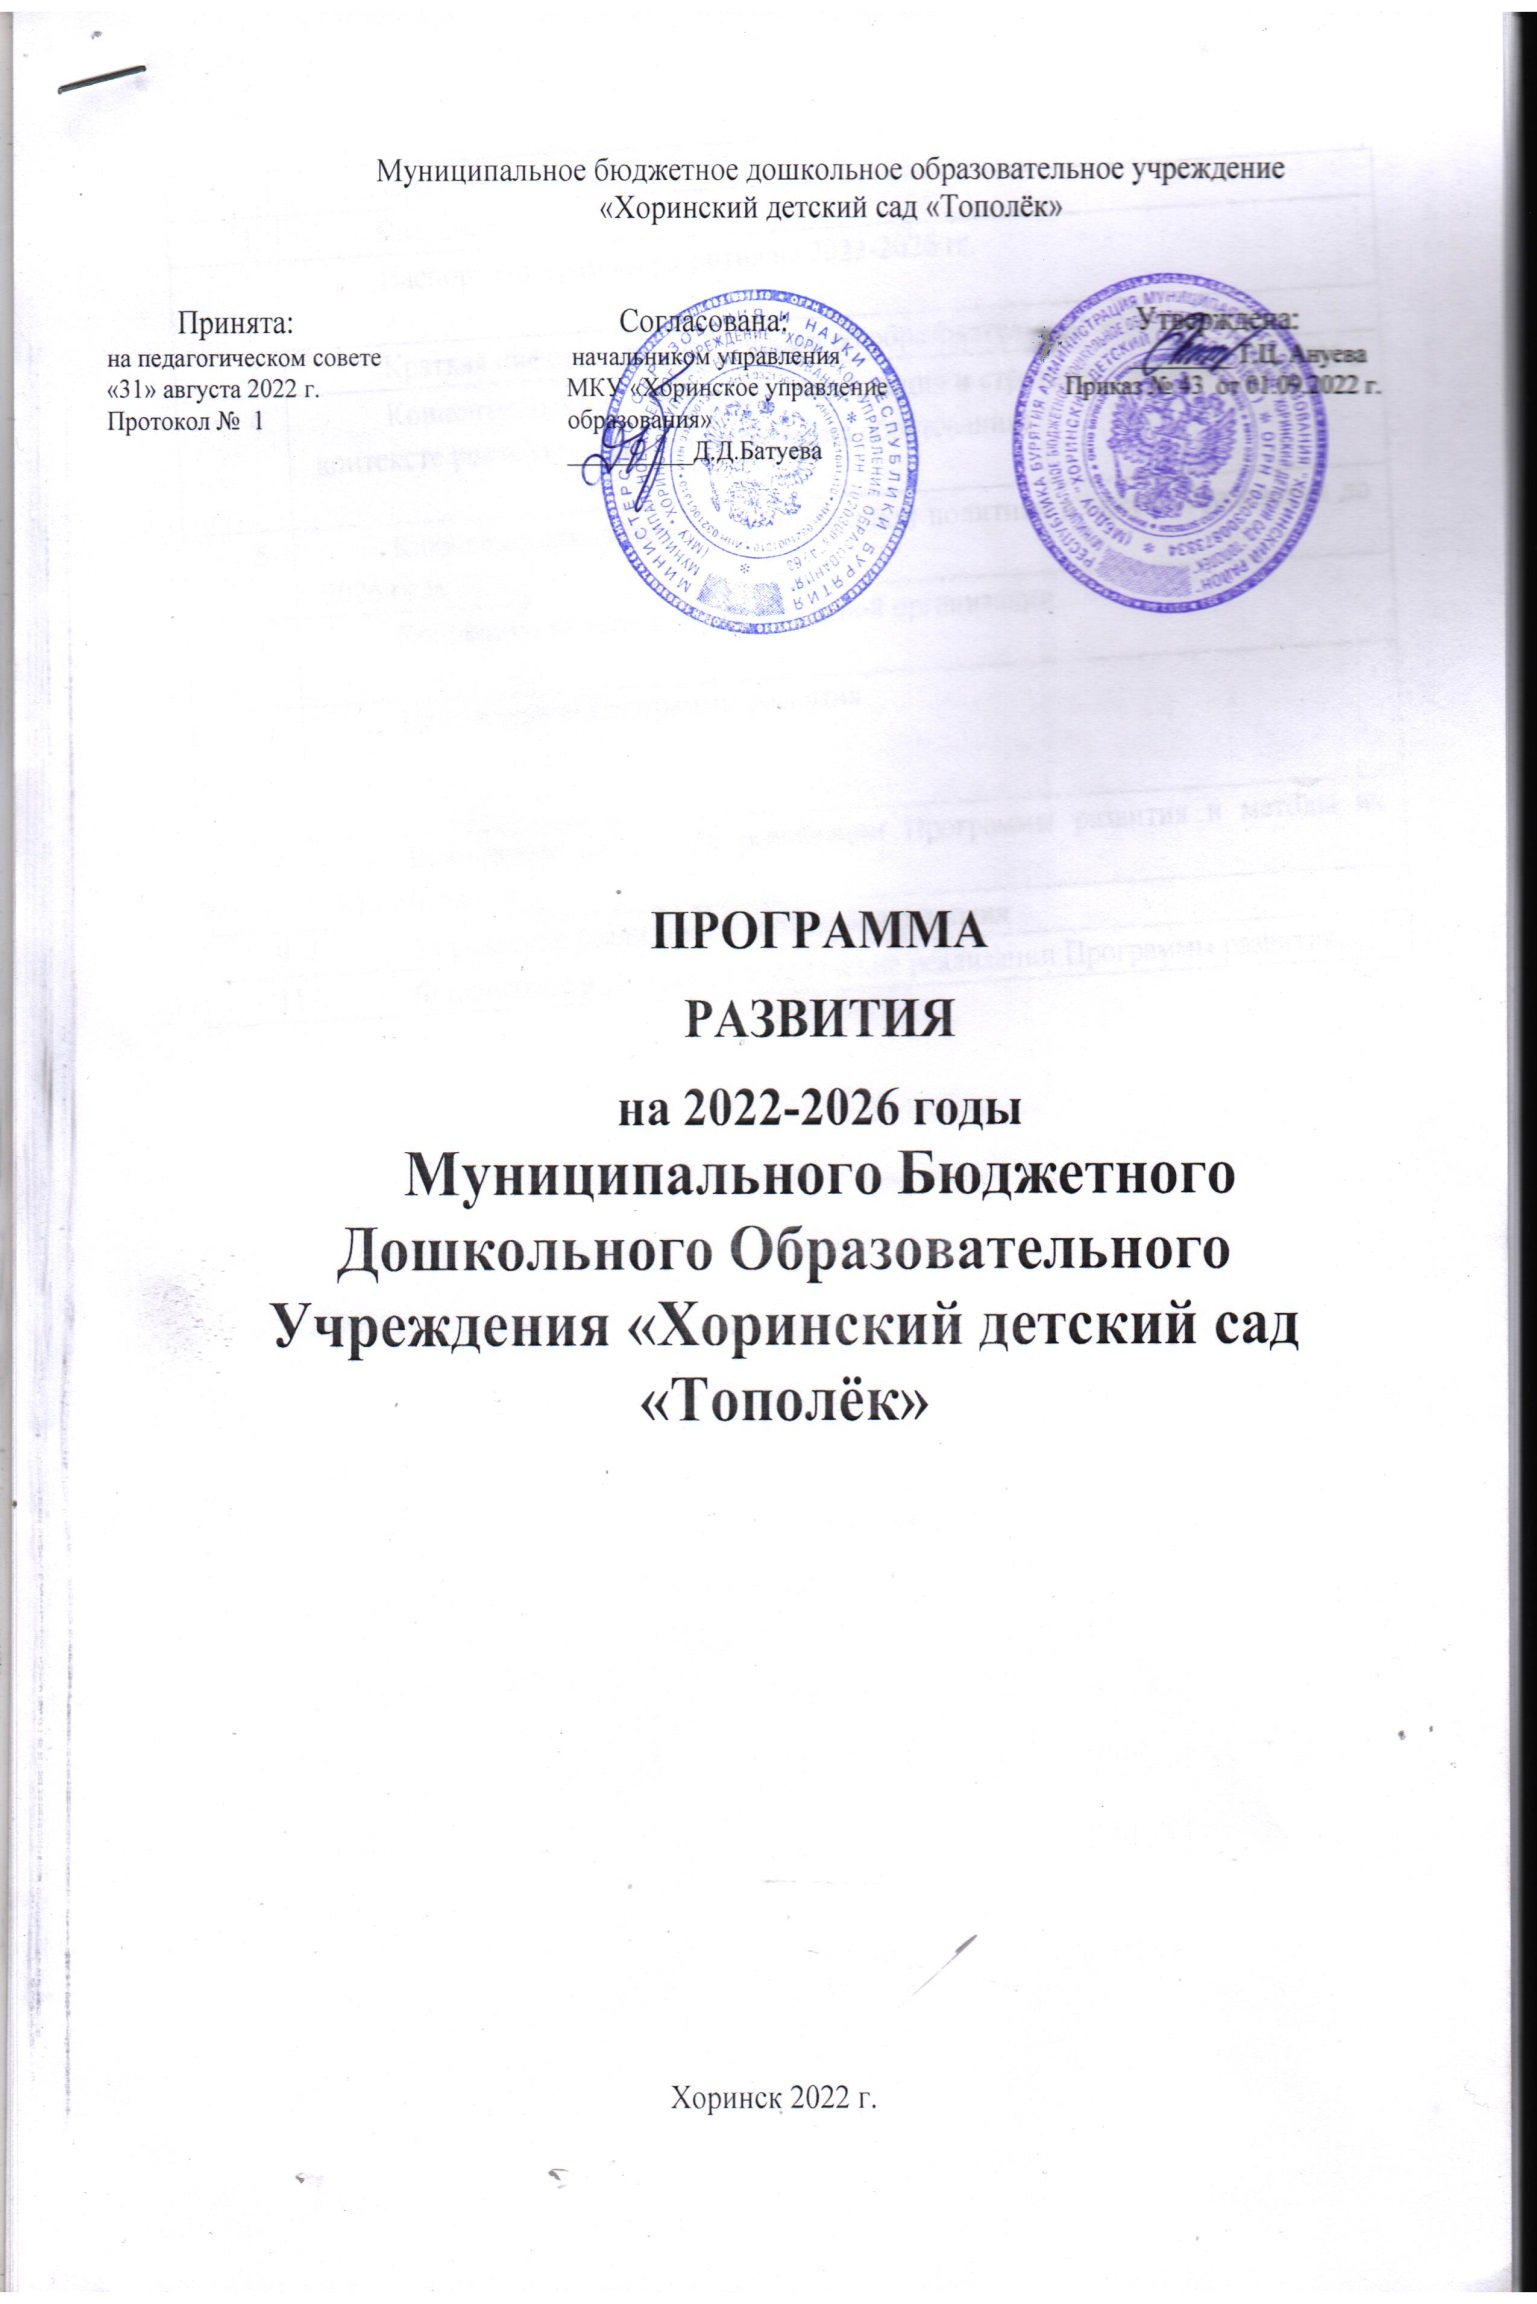 Муниципальное бюджетное дошкольное образовательное учреждение
«Хоринский детский сад «Тополёк»
Принята:
на педагогическом совете
«31» августа 2022 г.
Протокол № 1
Согласована:
начальником управления
МКУ «Хоринское управление
образования»
__________Д.Д.Батуева
Утверждена:
Ануева
Приказ № 43 от 01.09.2022 г.
ПРОГРАММА
РАЗВИТИЯ
на 2022-2026 годы
Муниципального Бюджетного
Дошкольного Образовательного
Учреждения «Хоринский детский сад
«Тополёк»
Хоринск 2022 г.